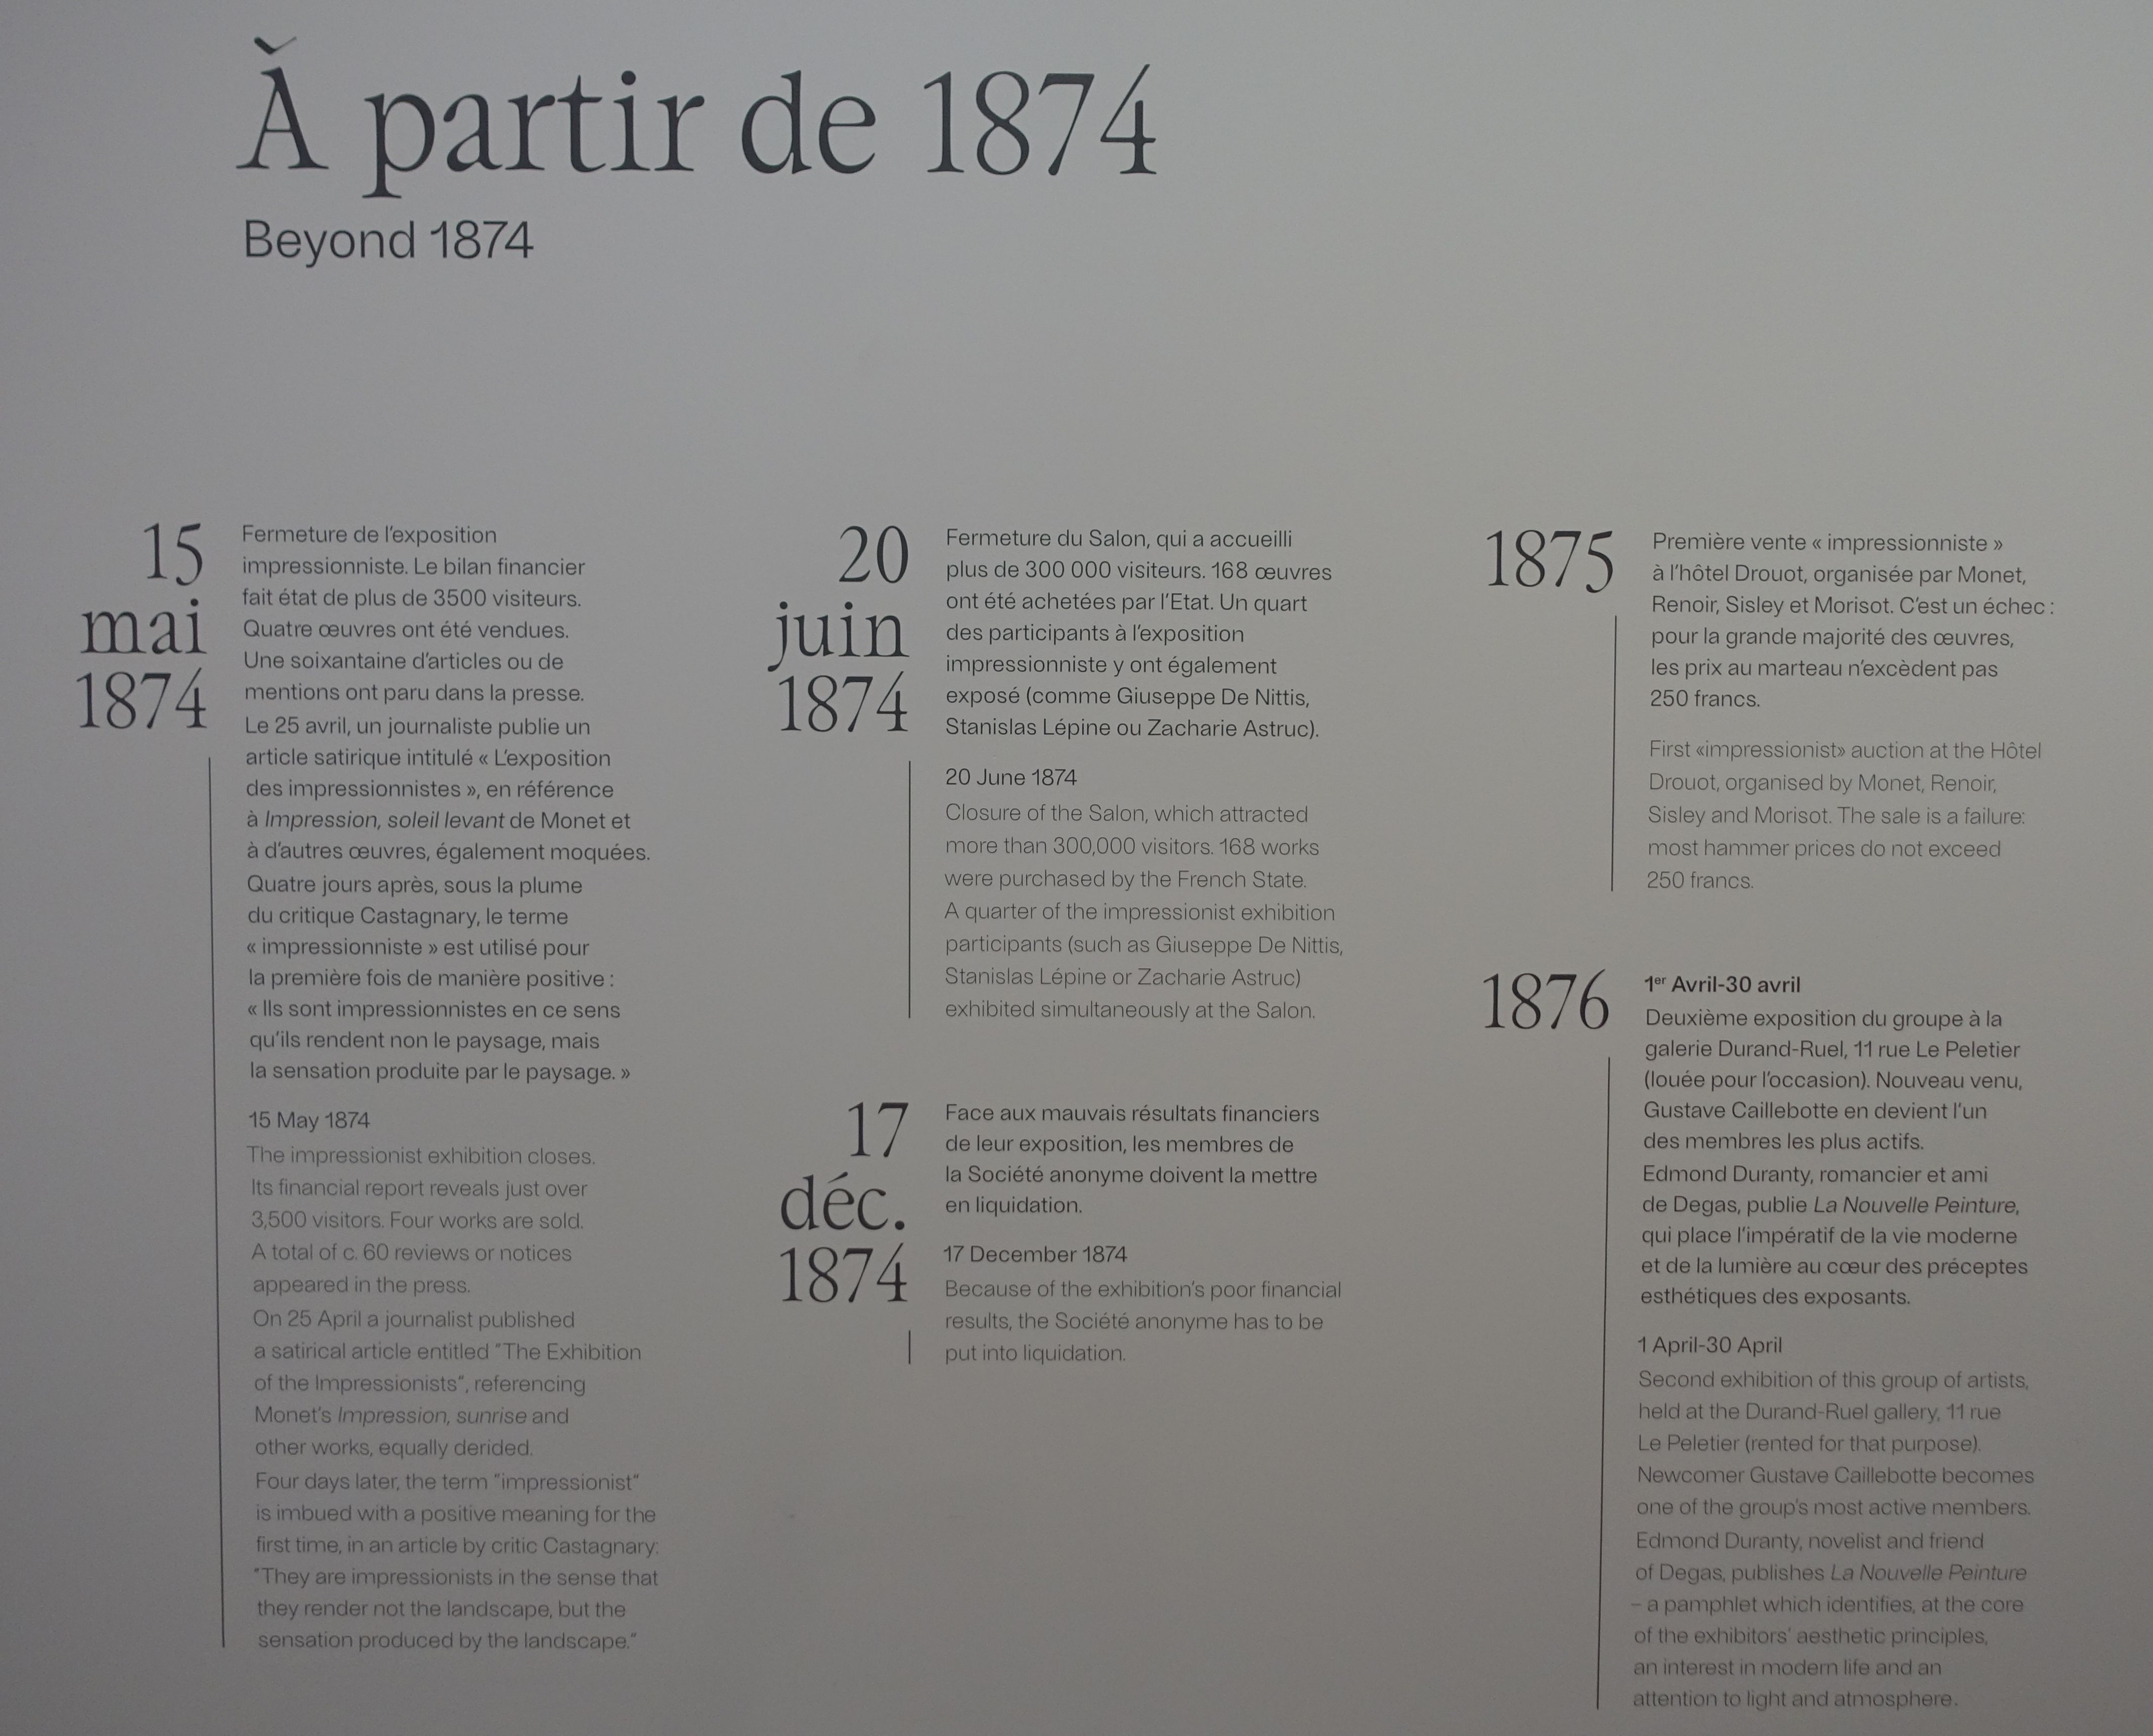 À partir de 1874
Beyond 1874
15
mai
1874
Fermeture de l'exposition
impressionniste. Le bilan financier
fait état de plus de 3500 visiteurs.
Quatre œuvres ont été vendues.
Une soixantaine d'articles ou de
mentions ont paru dans la presse.
Le 25 avril, un journaliste publie un
article satirique intitulé « L'exposition
des impressionnistes », en référence
à Impression, soleil levant de Monet et
à d'autres œuvres, également moquées.
Quatre jours après, sous la plume
du critique Castagnary, le terme
« impressionniste » est utilisé pour
la première fois de manière positive :
« Ils sont impressionnistes en ce sens
qu'ils rendent non le paysage, mais
la sensation produite par le paysage. »
15 May 1874
The impressionist exhibition closes.
Its financial report reveals just over
3,500 visitors. Four works are sold.
A total of c. 60 reviews or notices
appeared in the press.
On 25 April a journalist published
a satirical article entitled "The Exhibition
of the Impressionists", referencing
Monet's Impression, sunrise and
other works, equally derided.
Four days later, the term "impressionist"
is imbued with a positive meaning for the
first time, in an article by critic Castagnary:
"They are impressionists in the sense that
they render not the landscape, but the
sensation produced by the landscape."
20
juin
1874
Fermeture du Salon, qui a accueilli
plus de 300 000 visiteurs. 168 œuvres
ont été achetées par l'Etat. Un quart
des participants à l'exposition
impressionniste y ont également
exposé (comme Giuseppe De Nittis,
Stanislas Lépine ou Zacharie Astruc).
20 June 1874
Closure of the Salon, which attracted
more than 300,000 visitors. 168 works
were purchased by the French State.
A quarter of the impressionist exhibition
participants (such as Giuseppe De Nittis,
Stanislas Lépine or Zacharie Astruc)
exhibited simultaneously at the Salon.
17
déc.
1874
Face aux mauvais résultats financiers
de leur exposition, les membres de
la Société anonyme doivent la mettre
en liquidation.
17 December 1874
Because of the exhibition's poor financial
results, the Société anonyme has to be
put into liquidation.
1875
Première vente « impressionniste »
à l'hôtel Drouot, organisée par Monet,
Renoir, Sisley et Morisot. C'est un échec :
pour la grande majorité des œuvres,
les prix au marteau n'excèdent pas
250 francs.
First «impressionist» auction at the Hôtel
Drouot, organised by Monet, Renoir,
Sisley and Morisot. The sale is a failure:
most hammer prices do not exceed
250 francs.
1876
1er Avril-30 avril
Deuxième exposition du groupe à la
galerie Durand-Ruel, 11 rue Le Peletier
(louée pour l'occasion). Nouveau venu,
Gustave Caillebotte en devient l'un
des membres les plus actifs.
Edmond Duranty, romancier et ami
de Degas, publie La Nouvelle Peinture,
qui place l'impératif de la vie moderne
et de la lumière au cœur des préceptes
esthétiques des exposants.
1 April-30 April
Second exhibition of this group of artists,
held at the Durand-Ruel gallery, 11 rue
Le Peletier (rented for that purpose).
Newcomer Gustave Caillebotte becomes
one of the group's most active members.
Edmond Duranty, novelist and friend
of Degas, publishes La Nouvelle Peinture
– a pamphlet which identifies, at the core
of the exhibitors' aesthetic principles,
an interest in modern life and an
attention to light and atmosphere.